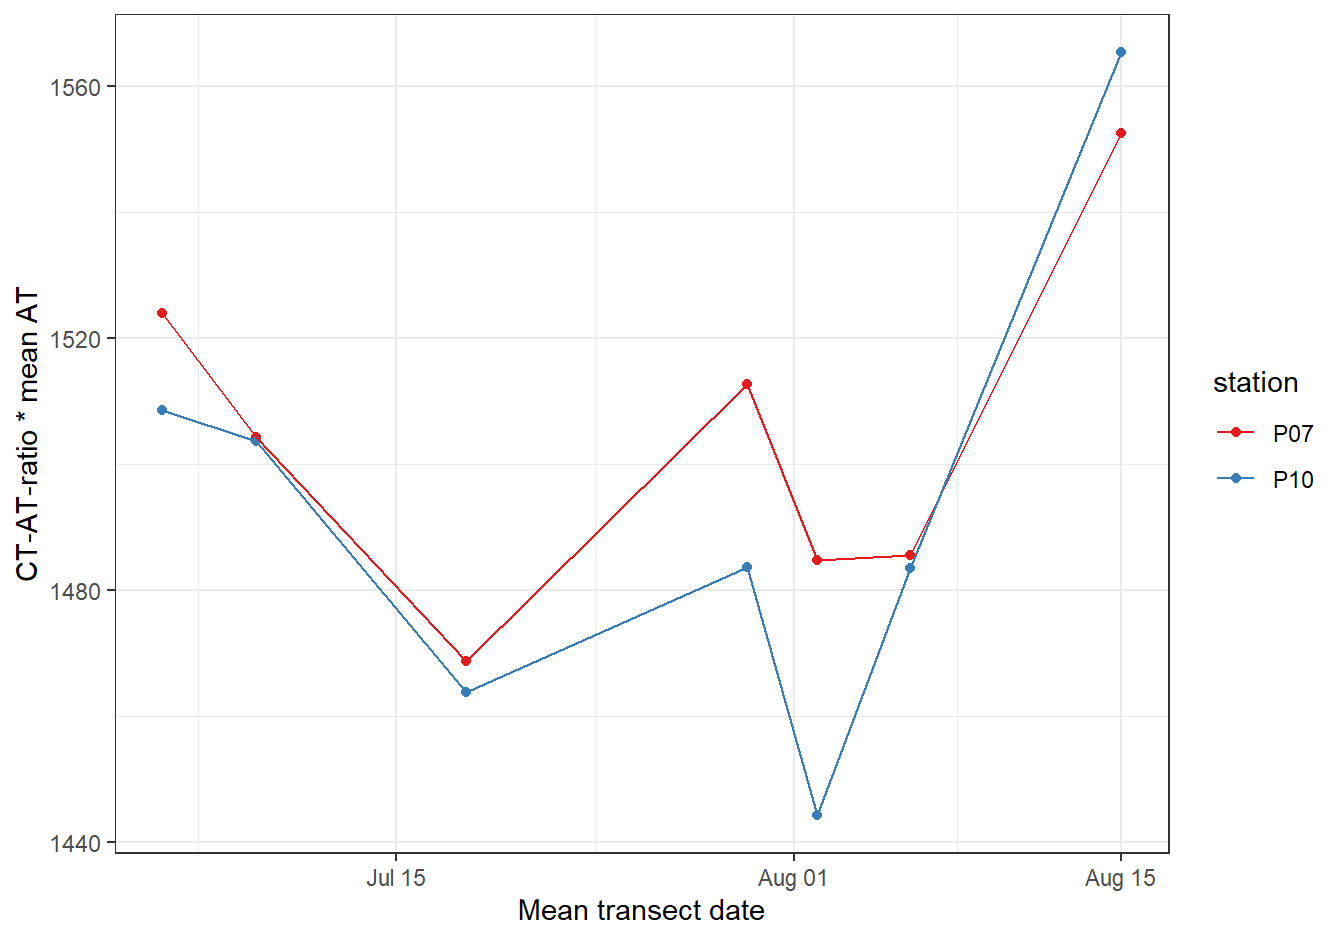 CT-AT-ratio * mean AT
1560
1520
1480
1440
Jul 15
Aug 01
Aug 15
Mean transect date
station
P07
P10